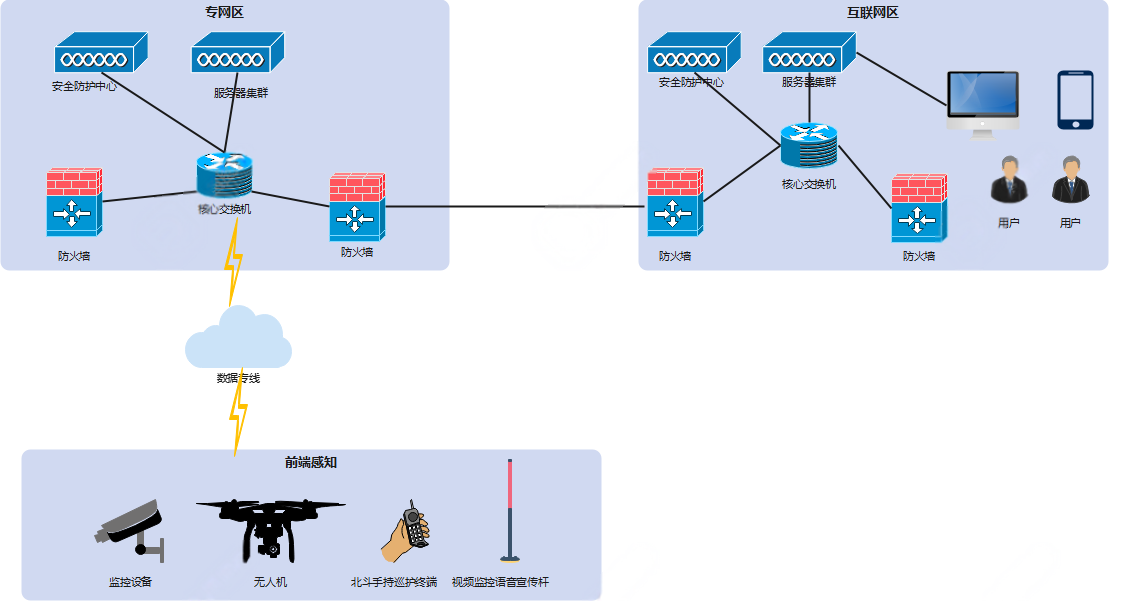 专网区
安全防护中心
服务器集群
核心交换机
防火墙
防火墙
互联网区
安全防护中心
服务器集群
核心交换机
防火墙
防火墙
用户
用户
数据专线
前端感知
监控设备
无人机
北斗手持巡护终端
视频监控语音宣传杆